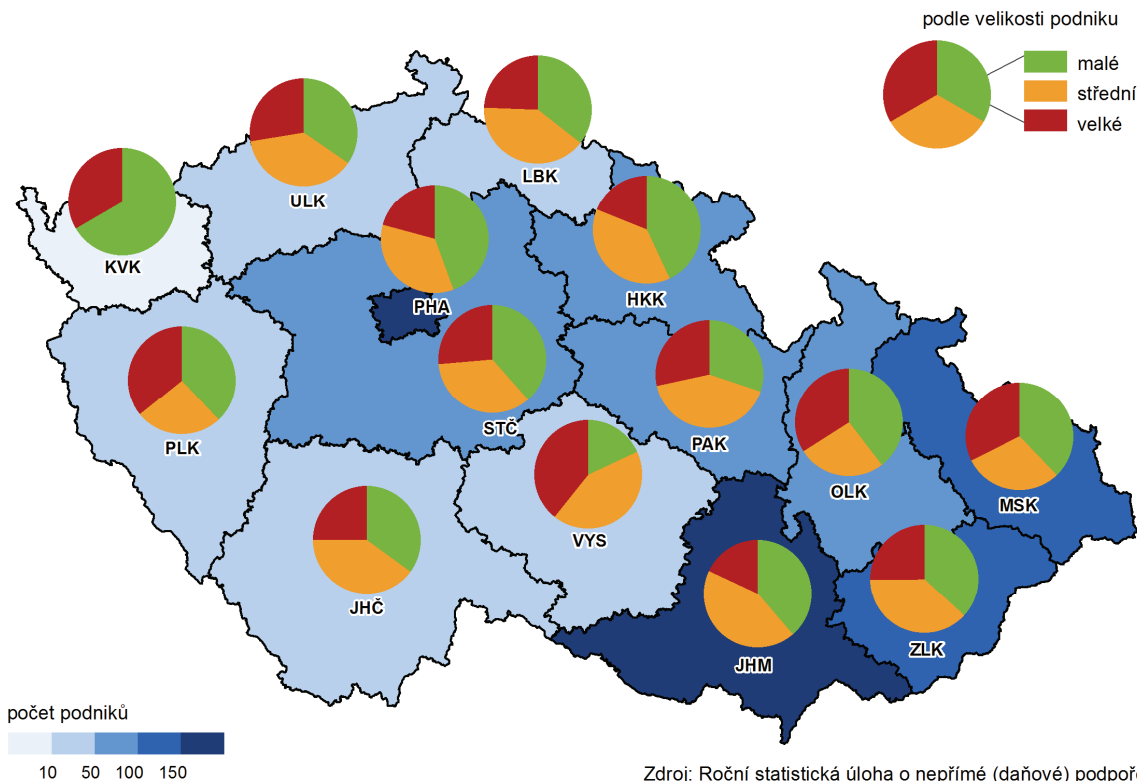 podle velikosti podniku
malé
střední
velké
LBK
ULK
KVK
PHA
HKK
STČ
PLK
PAK
OLK
MSK
VYS
JHČ
ZLK
JHM
počet podniků
10 50 100 150
Zdroj: Roční statistická úloha o nepřímé (daňové) podpoře